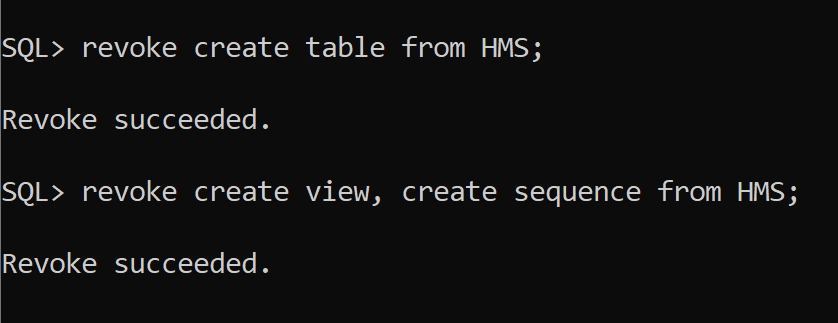 SQL> revoke create table from HMS;
Revoke succeeded.
SQL> revoke create view, create sequence from HMS;
Revoke succeeded.